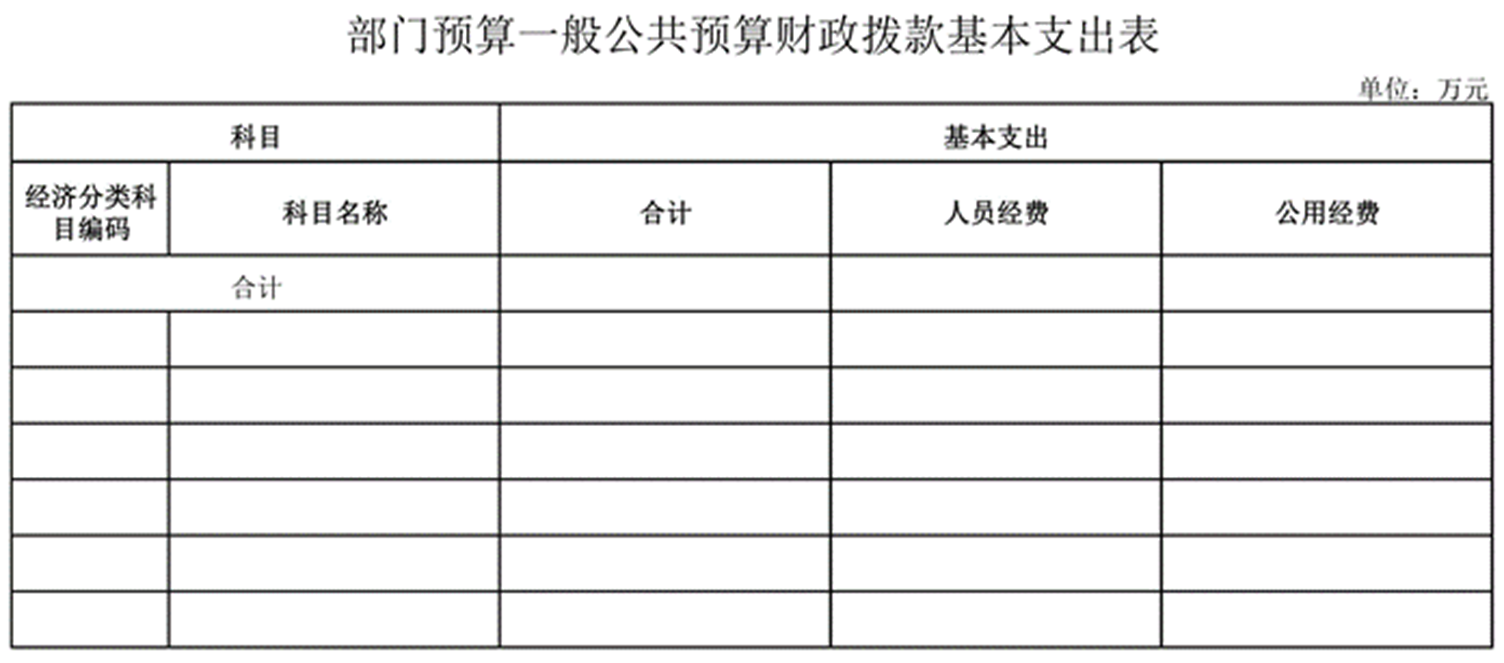 部门预算一般公共预算财政拨款基本支出表
单位：万元
科目 基本支出
经济分类科
目编码 科目名称 合计 人员经费 公用经费
合计